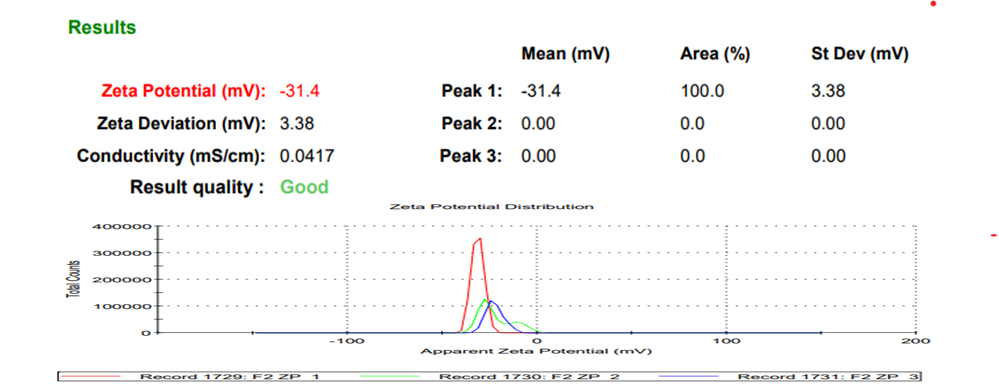 Results
Mean (mV) Area (%) St Dev (mV)
Zeta Potential (mV): -31.4 Peak 1: -31.4 100.0 3.38
Zeta Deviation (mV): 3.38 Peak 2: 0.00 0.0 0.00
Conductivity (mS/cm): 0.0417 Peak 3: 0.00 0.0 0.00
Result quality : Good
Zeta Potential Distribution
400000
300000
200000
100000
0
Total Counts
-100 0 100 200
Apparent Zeta Potential (mV)
Record 1729: F2 ZP 1 Record 1730: F2 ZP 2 Record 1731: F2 ZP 3